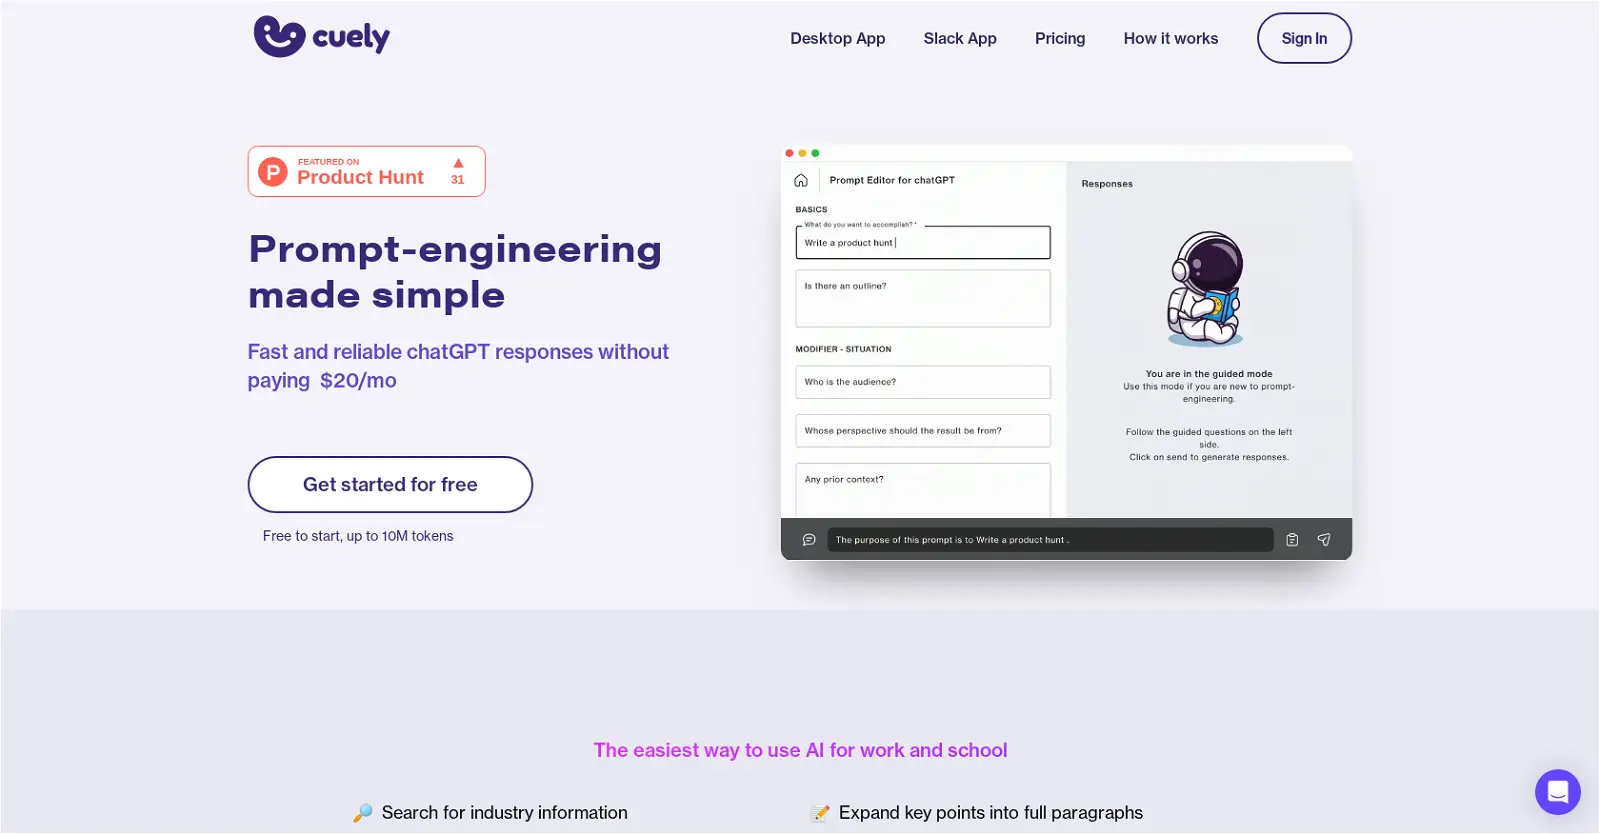 cuely
Desktop App
Slack App
Pricing
How it works
Sign In
P
FEATURED ON
Product Hunt
31
Prompt-engineering
made simple
Fast and reliable chatGPT responses without
paying $20/mo
Get started for free
Free to start, up to 10M tokens
Prompt Editor for chatGPT
BASICS
What do you want to accomplish? *
Write a product hunt
Is there an outline?
MODIFIER - SITUATION
Who is the audience?
Whose perspective should the result be from?
Any prior context?
Responses
You are in the guided mode
Use this mode if you are new to prompt-
engineering.
Follow the guided questions on the left
side.
Click on send to generate responses.
The purpose of this prompt is to Write a product hunt .
The easiest way to use AI for work and school
🔎 Search for industry information
📝 Expand key points into full paragraphs